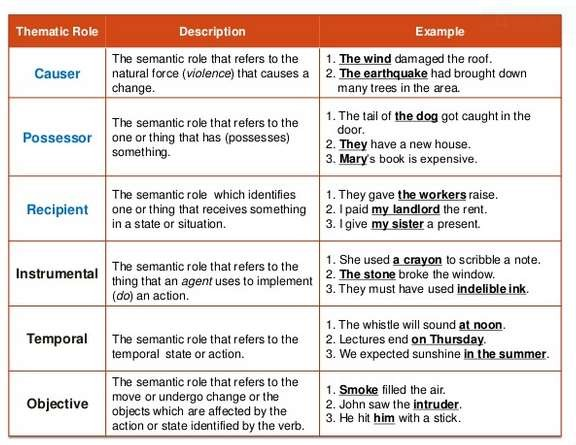 Thematic Role Description Example
Causer
The semantic role that refers to the
natural force (violence) that causes a
change.
1. The wind damaged the roof.
2. The earthquake had brought down
many trees in the area.
Possessor
The semantic role that refers to the
one or thing that has (possesses)
something.
1. The tail of the dog got caught in the
door.
2. They have a new house.
3. Mary's book is expensive.
Recipient
The semantic role which identifies
one or thing that receives something
in a state or situation.
1. They gave the workers raise.
2. I paid my landlord the rent.
3. I give my sister a present.
Instrumental
The semantic role that refers to the
thing that an agent uses to implement
(do) an action.
1. She used a crayon to scribble a note.
2. The stone broke the window.
3. They must have used indelible ink.
Temporal
The semantic role that refers to the
temporal state or action.
1. The whistle will sound at noon.
2. Lectures end on Thursday.
3. We expected sunshine in the summer.
Objective
The semantic role that refers to the
move or undergo change or the
objects which are affected by the
action or state identified by the verb.
1. Smoke filled the air.
2. John saw the intruder.
3. He hit him with a stick.